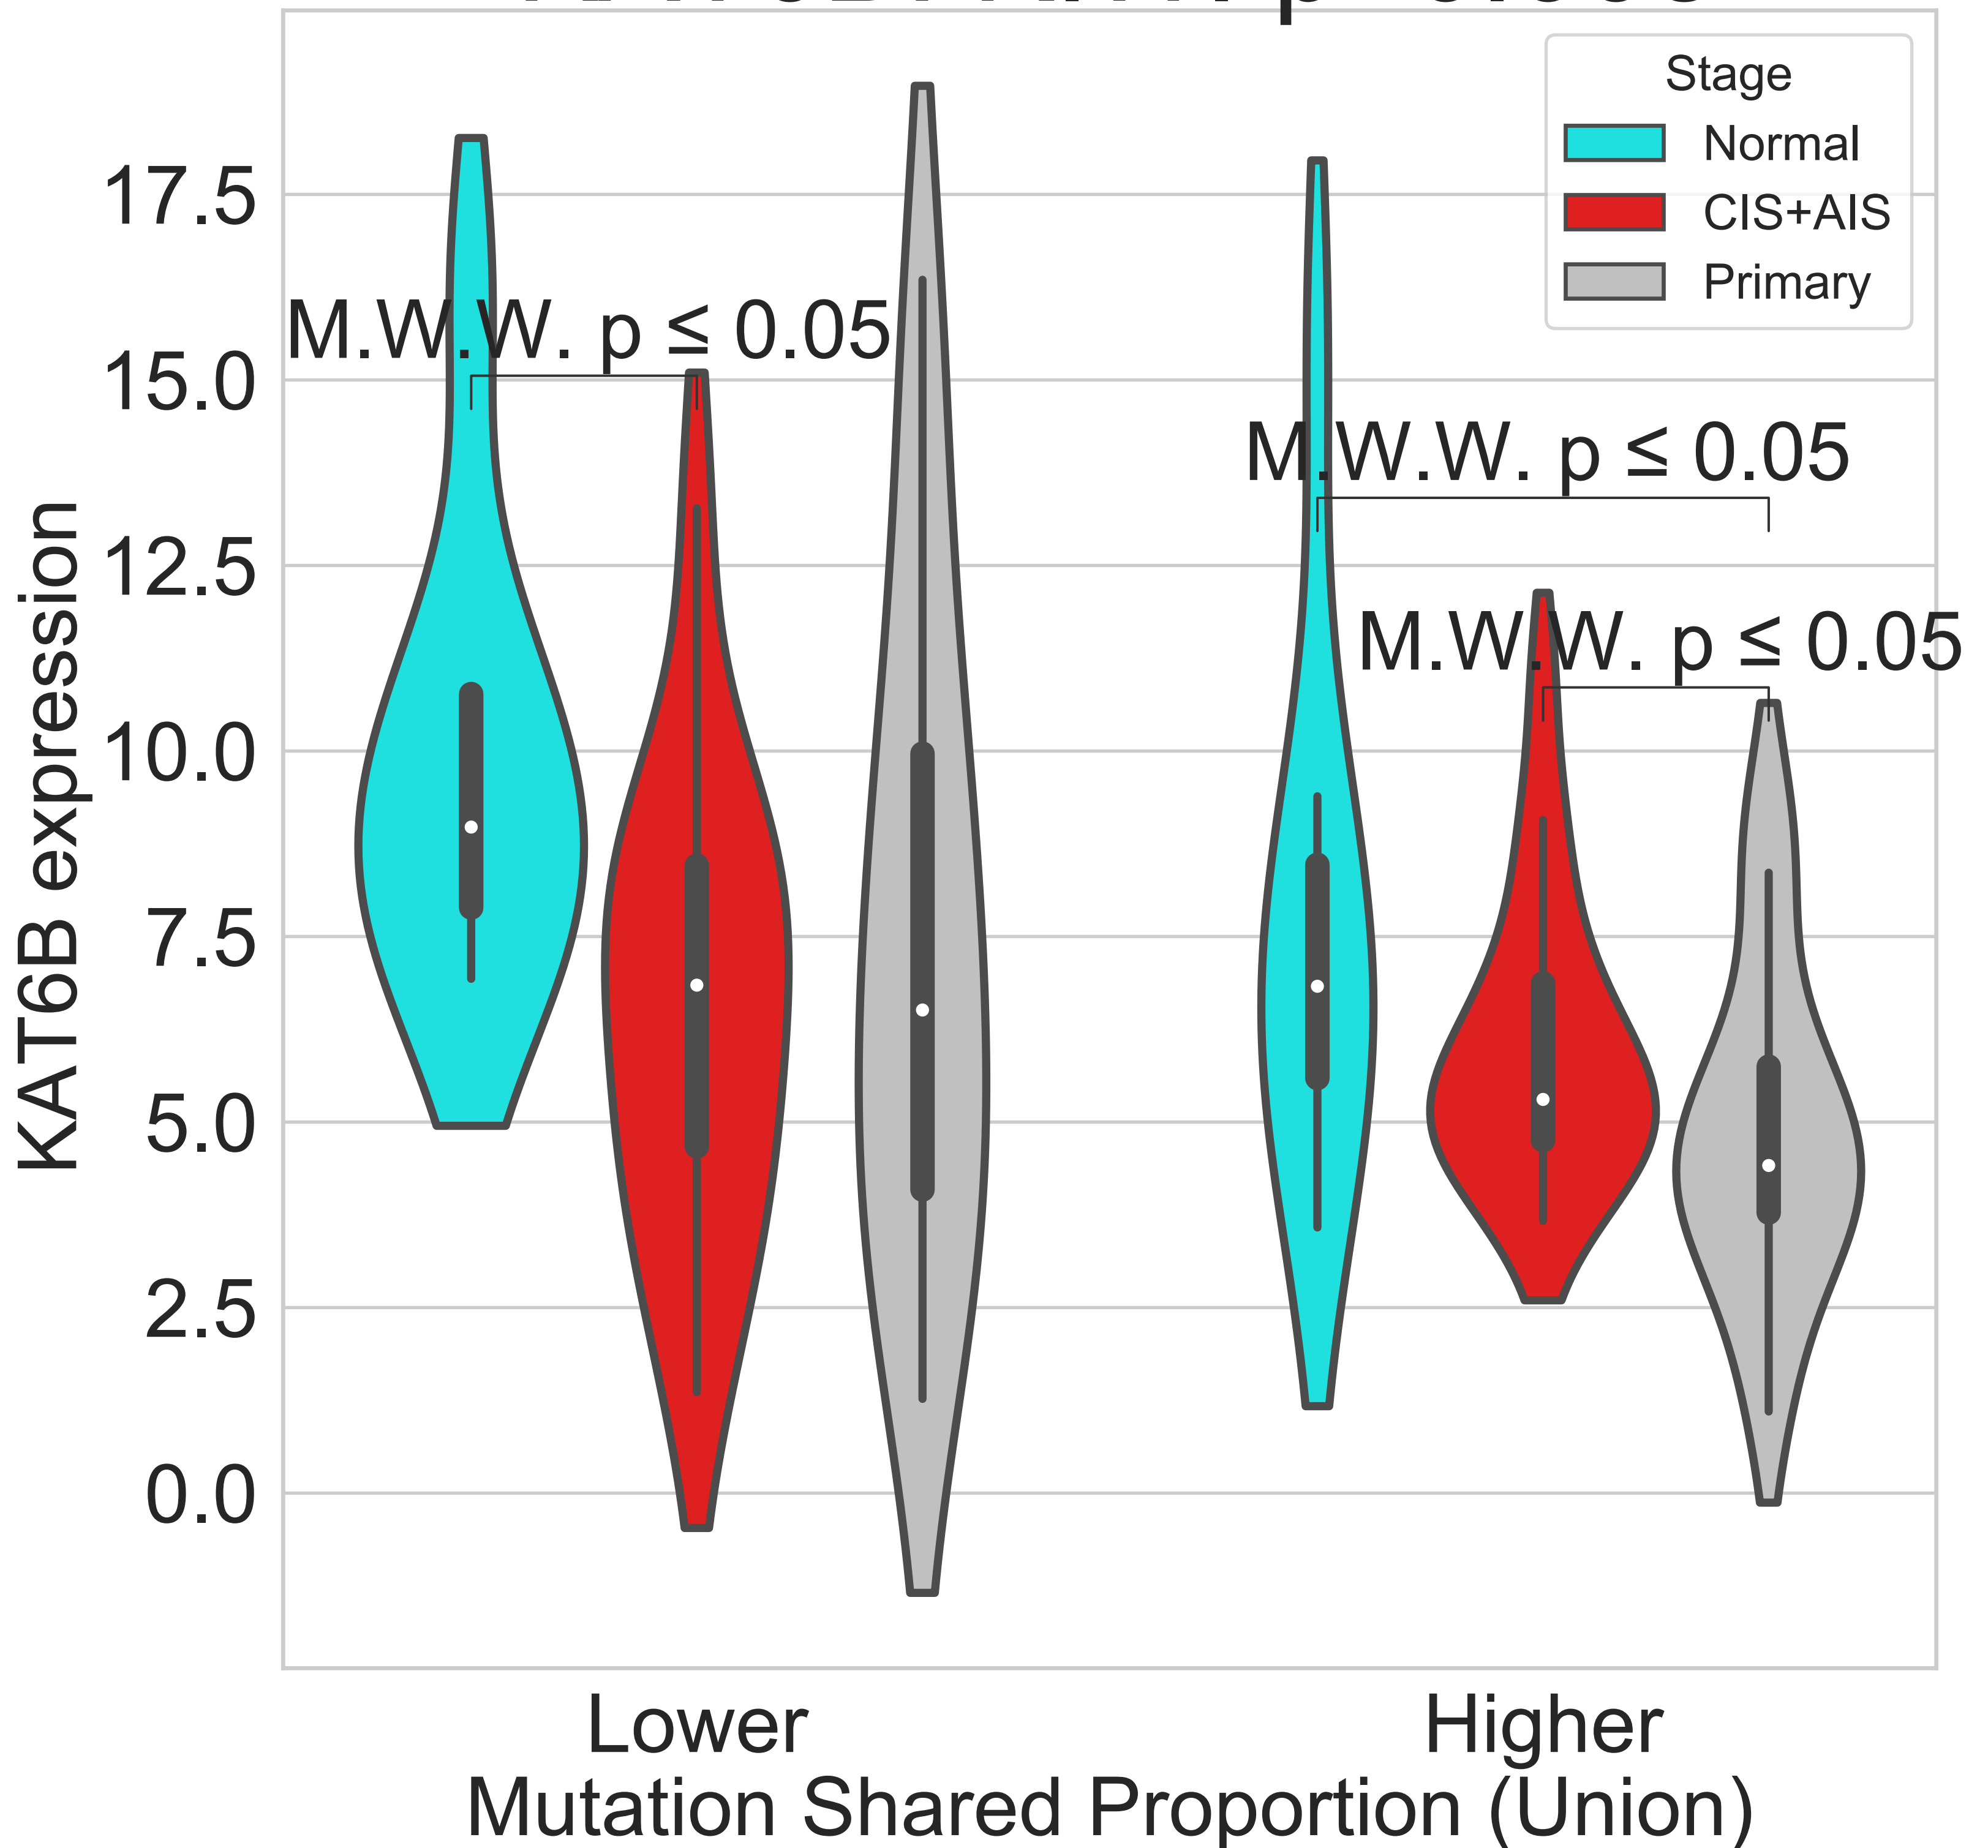 Stage
Normal
CIS+AIS
Primary
17.5
15.0
12.5
10.0
7.5
5.0
2.5
0.0
KAT6B expression
M.W.W. p ≤ 0.05
M.W.W. p ≤ 0.05
M.W.W. p ≤ 0.05
Lower
Higher
Mutation Shared Proportion (Union)